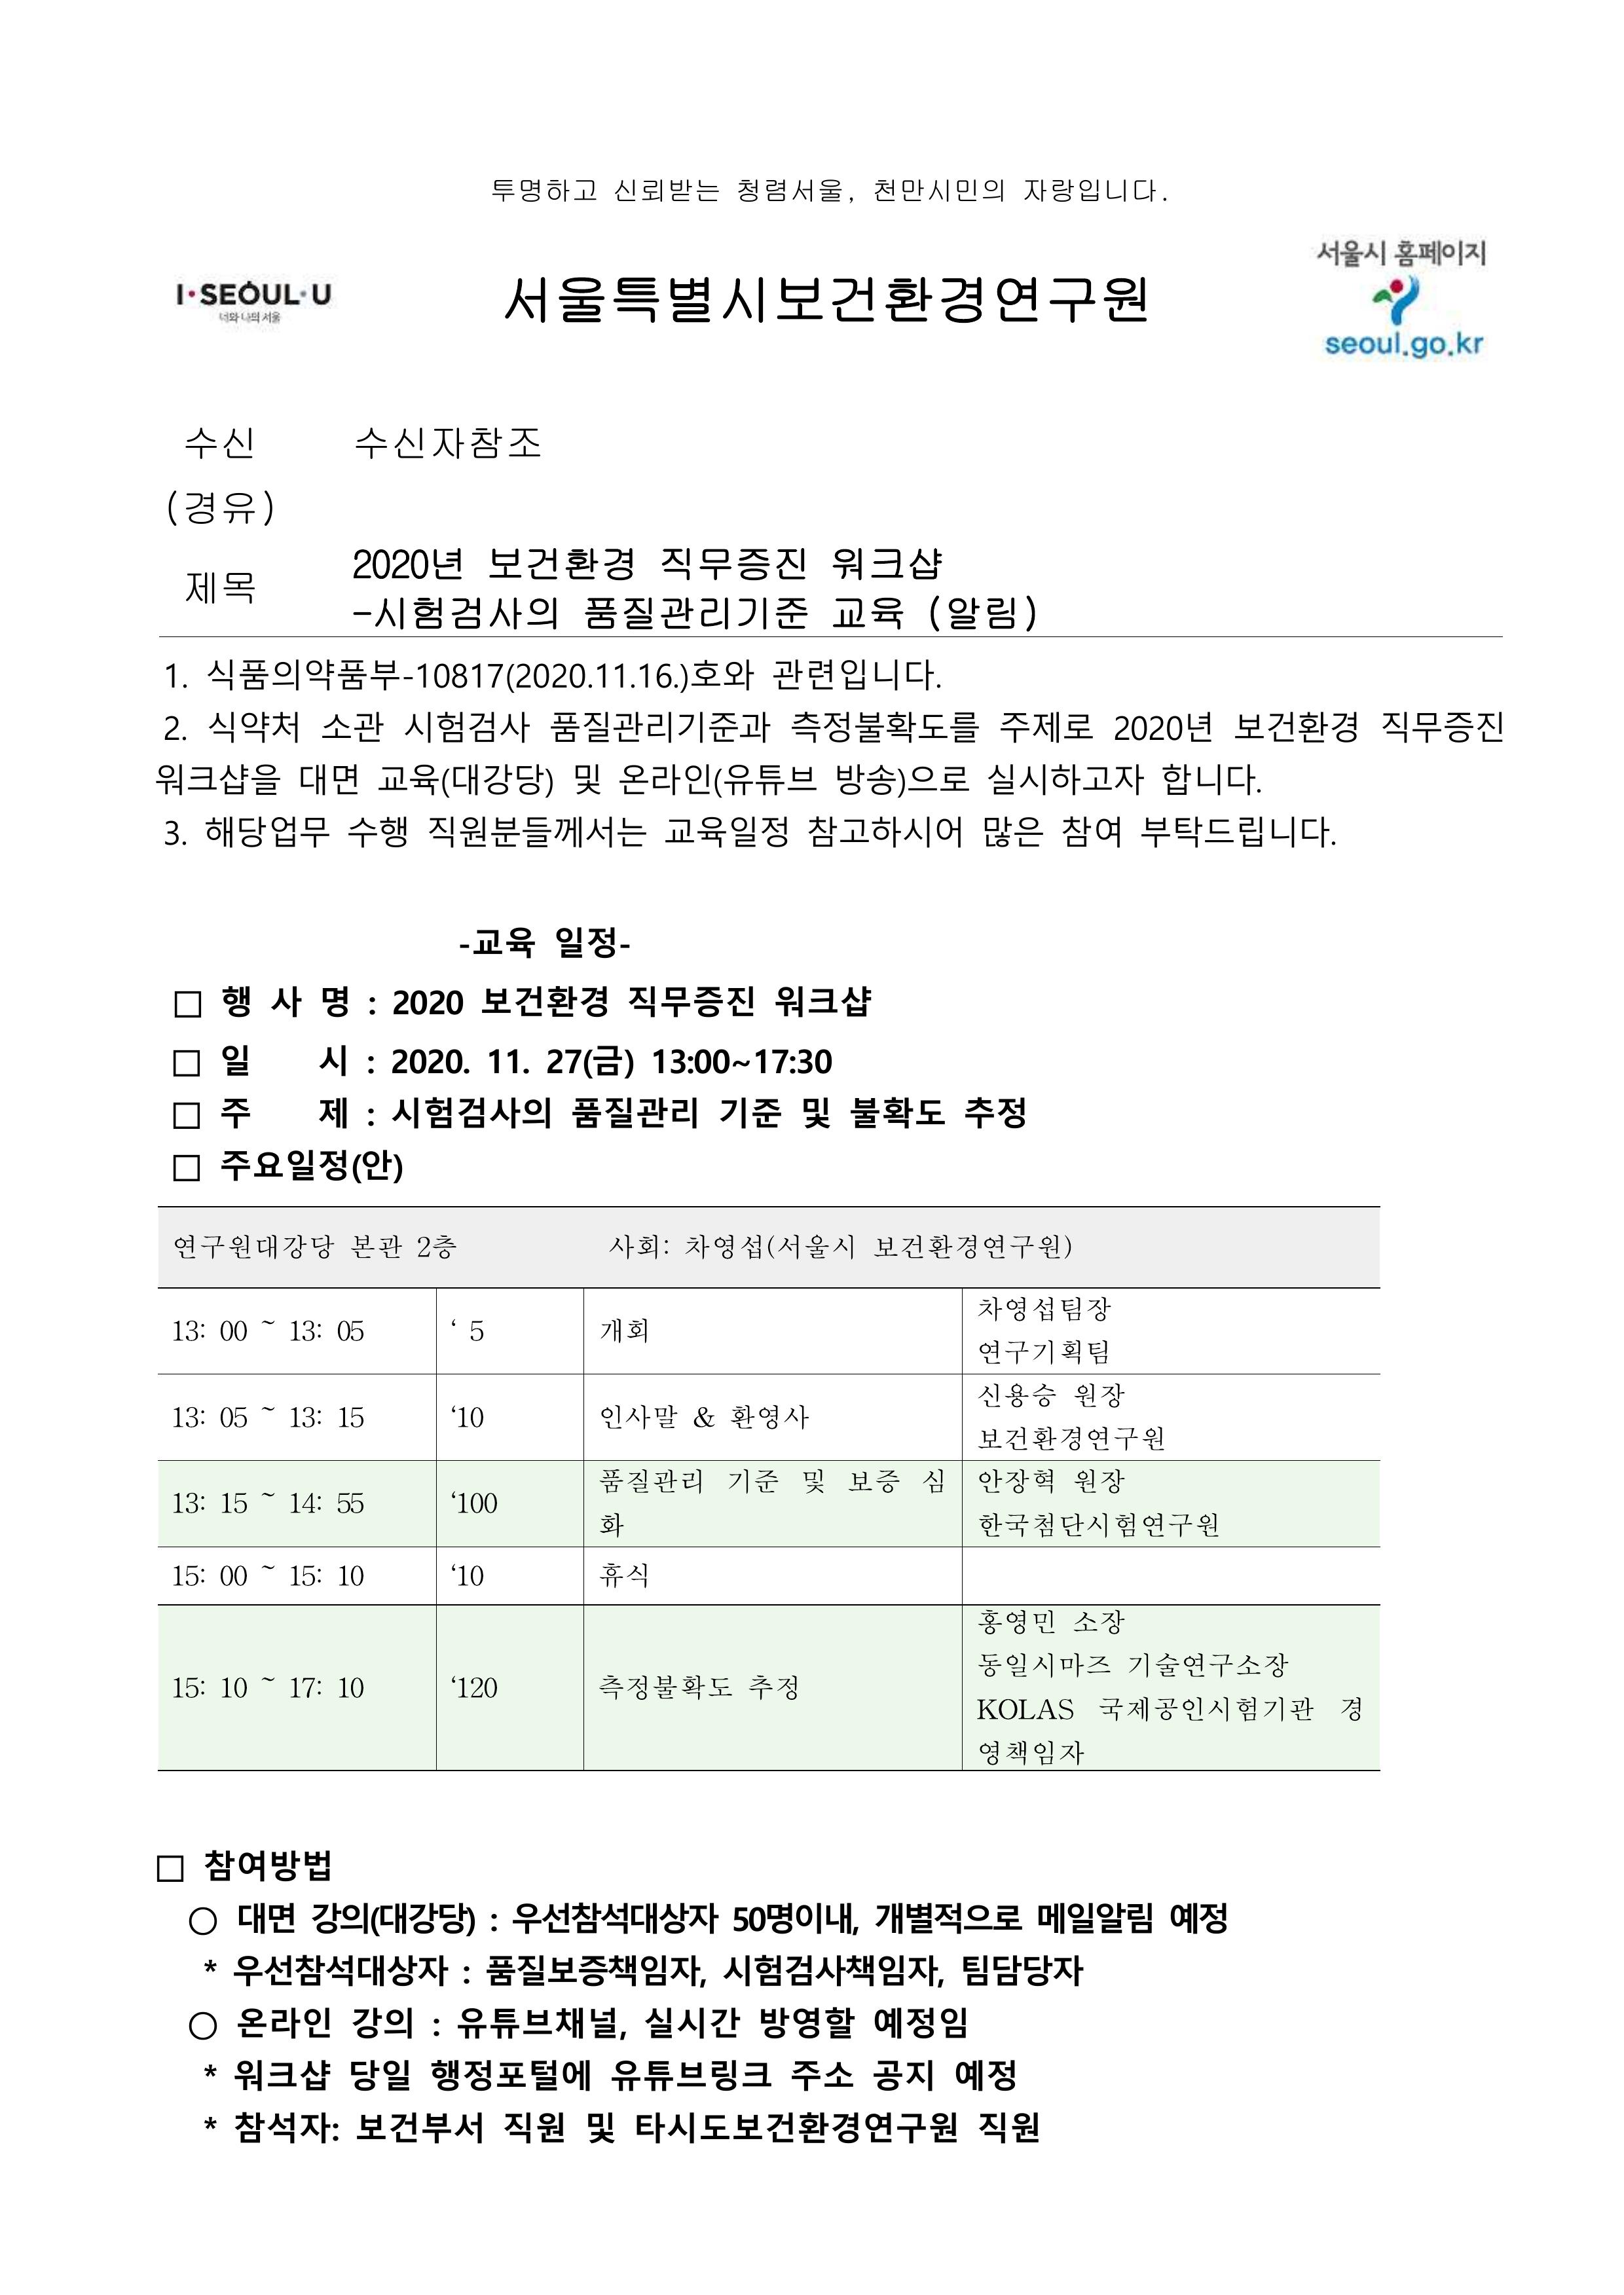 투명하고 신뢰받는 청렴서울, 천만시민의 자랑입니다.
I·SEOUL·U
너와 나의 서울
서울특별시보건환경연구원
서울시 홈페이지
seoul.go.kr
수신 수신자참조
(경유)
제목
2020년 보건환경 직무증진 워크샵
-시험검사의 품질관리기준 교육 (알림)
1. 식품의약품부-10817(2020.11.16.)호와 관련입니다.
2. 식약처 소관 시험검사 품질관리기준과 측정불확도를 주제로 2020년 보건환경 직무증진
워크샵을 대면 교육(대강당) 및 온라인(유튜브 방송)으로 실시하고자 합니다.
3. 해당업무 수행 직원분들께서는 교육일정 참고하시어 많은 참여 부탁드립니다.
-교육 일정-
□ 행 사 명 : 2020 보건환경 직무증진 워크샵
□ 일 시 : 2020. 11. 27(금) 13:00~17:30
□ 주 제 : 시험검사의 품질관리 기준 및 불확도 추정
□ 주요일정(안)
연구원대강당 본관 2층 사회: 차영섭(서울시 보건환경연구원)
13: 00 ~ 13: 05 ‘ 5 개회
차영섭팀장
연구기획팀
13: 05 ~ 13: 15 ‘10 인사말 & 환영사
신용승 원장
보건환경연구원
13: 15 ~ 14: 55 ‘100
품질관리 기준 및 보증 심
화
안장혁 원장
한국첨단시험연구원
15: 00 ~ 15: 10 ‘10 휴식
15: 10 ~ 17: 10 ‘120 측정불확도 추정
홍영민 소장
동일시마즈 기술연구소장
KOLAS 국제공인시험기관 경
영책임자
□ 참여방법
○ 대면 강의(대강당) : 우선참석대상자 50명이내, 개별적으로 메일알림 예정
* 우선참석대상자 : 품질보증책임자, 시험검사책임자, 팀담당자
○ 온라인 강의 : 유튜브채널, 실시간 방영할 예정임
* 워크샵 당일 행정포털에 유튜브링크 주소 공지 예정
* 참석자: 보건부서 직원 및 타시도보건환경연구원 직원